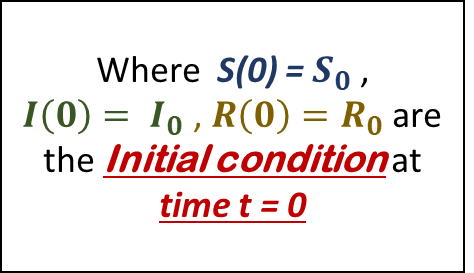 Where S(0) = S₀ ,
I(0) = I₀ , R(0) = R₀ are
the Initial condition at
time t = 0